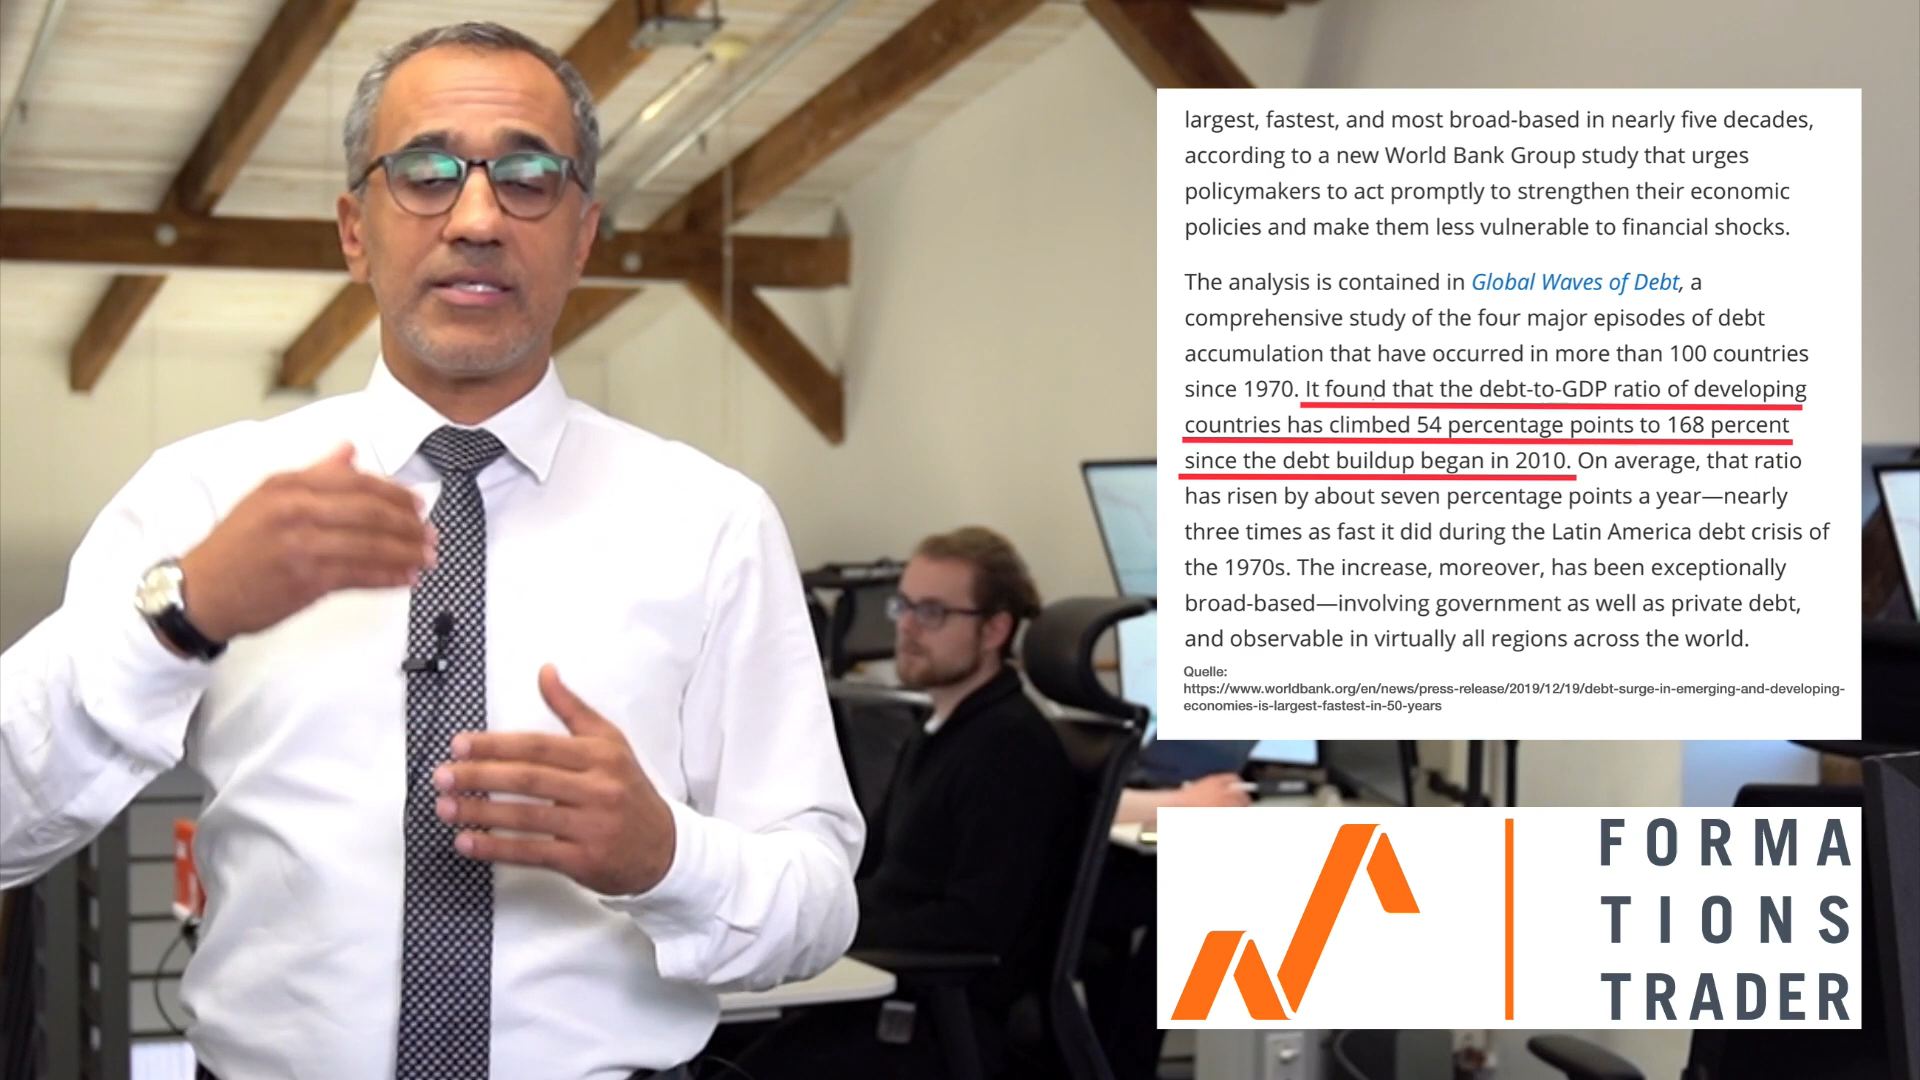 largest, fastest, and most broad-based in nearly five decades,
according to a new World Bank Group study that urges
policymakers to act promptly to strengthen their economic
policies and make them less vulnerable to financial shocks.
The analysis is contained in Global Waves of Debt, a
comprehensive study of the four major episodes of debt
accumulation that have occurred in more than 100 countries
since 1970. It found that the debt-to-GDP ratio of developing
countries has climbed 54 percentage points to 168 percent
since the debt buildup began in 2010. On average, that ratio
has risen by about seven percentage points a year—nearly
three times as fast it did during the Latin America debt crisis of
the 1970s. The increase, moreover, has been exceptionally
broad-based—involving government as well as private debt,
and observable in virtually all regions across the world.
Quelle:
https://www.worldbank.org/en/news/press-release/2019/12/19/debt-surge-in-emerging-and-developing-
economies-is-largest-fastest-in-50-years
FORMA
TIONS
TRADER